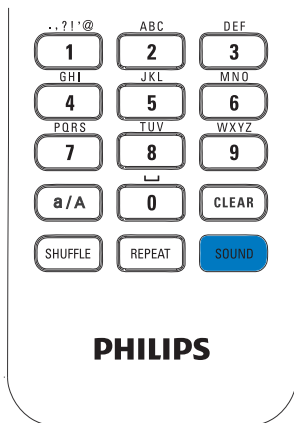 .,?!'@ ABC DEF
1 2 3
GHI JKL MNO
4 5 6
PQRS TUV WXYZ
7 8 9
a/A 0 CLEAR
SHUFFLE REPEAT SOUND
PHILIPS